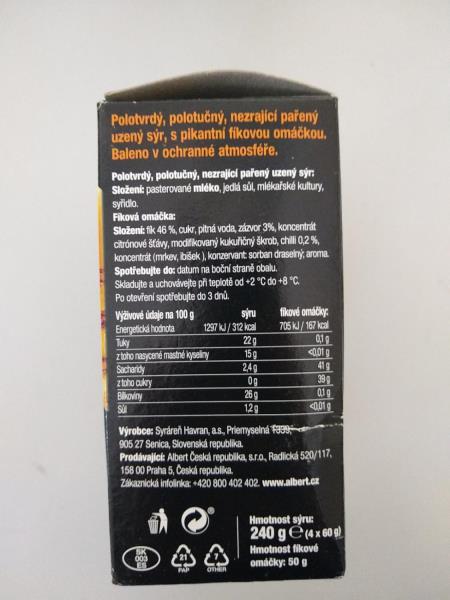 Polotvrdý, polotučný, nezrající pařený
uzený sýr, s pikantní fíkovou omáčkou.
Baleno v ochranné atmosféře.
Polotvrdý, polotučný, nezrající pařený uzený sýr:
Složení: pasterované mléko, jedlá sůl, mlékařské kultury,
syřidlo.
Fíková omáčka:
Složení: fík 46 %, cukr, pitná voda, zázvor 3%, koncentrát
citrónové šťávy, modifikovaný kukuřičný škrob, chilli 0,2 %,
koncentrát (mrkev, ibišek), konzervant: sorban draselný; aroma.
Spotřebujte do: datum na boční straně obalu.
Skladujte a uchovávejte při teplotě od +2 °C do +8 °C.
Po otevření spotřebujte do 3 dnů.
Výživové údaje na 100 g sýru fíkové omáčky:
Energetická hodnota 1297 kJ / 312 kcal 705 kJ / 167 kcal
Tuky 22 g 0,1 g
z toho nasycené mastné kyseliny 15 g <0,01 g
Sacharidy 2,4 g 41 g
z toho cukry 0 g 39 g
Bílkoviny 26 g 0,1 g
Sůl 1,2 g <0,01 g
Výrobce: Syráreň Havran, a.s., Priemyselná 1339,
905 27 Senica, Slovenská republika.
Prodávající: Albert Česká republika, s.r.o., Radlická 520/117,
158 00 Praha 5, Česká republika.
Zákaznická infolinka: +420 800 402 402. www.albert.cz
Hmotnost sýru:
240 g e (4 x 60 g)
Hmotnost fíkové
omáčky: 50 g
SK
003
ES
21
PAP
7
OTHER